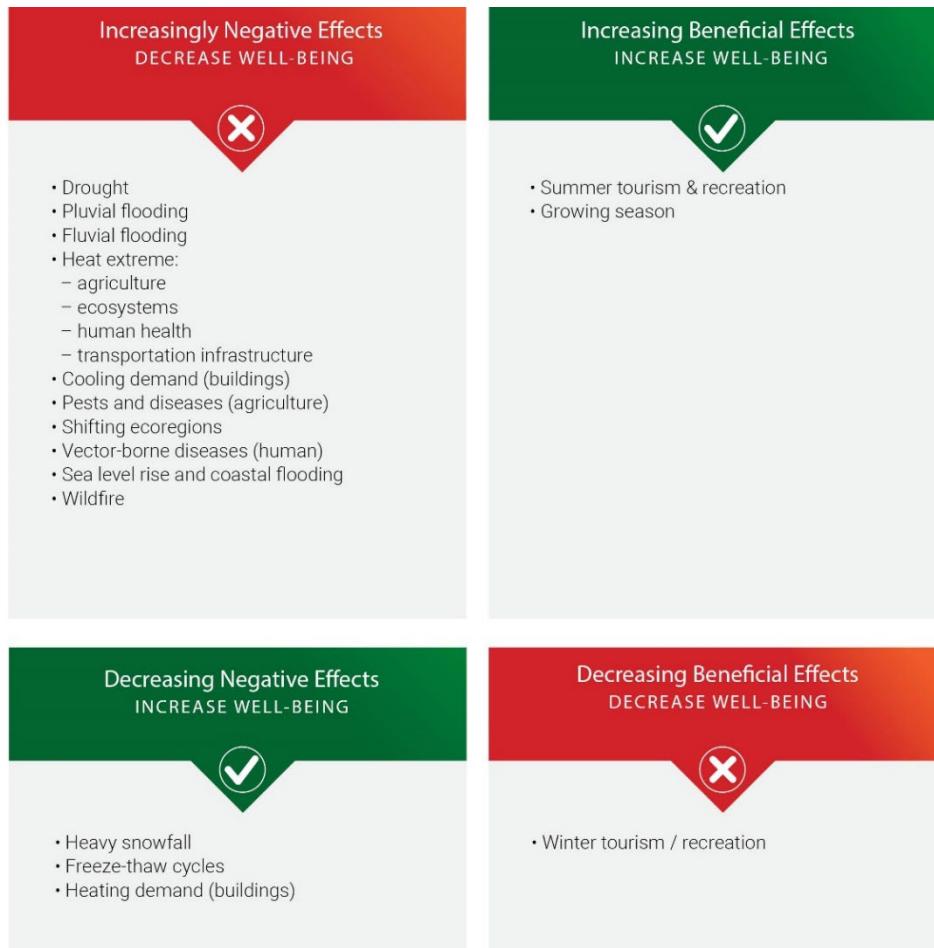 Increasingly Negative Effects
DECREASE WELL-BEING
• Drought
• Pluvial flooding
• Fluvial flooding
• Heat extreme:
– agriculture
– ecosystems
– human health
– transportation infrastructure
• Cooling demand (buildings)
• Pests and diseases (agriculture)
• Shifting ecoregions
• Vector-borne diseases (human)
• Sea level rise and coastal flooding
• Wildfire
Increasing Beneficial Effects
INCREASE WELL-BEING
• Summer tourism & recreation
• Growing season
Decreasing Negative Effects
INCREASE WELL-BEING
• Heavy snowfall
• Freeze-thaw cycles
• Heating demand (buildings)
Decreasing Beneficial Effects
DECREASE WELL-BEING
• Winter tourism / recreation